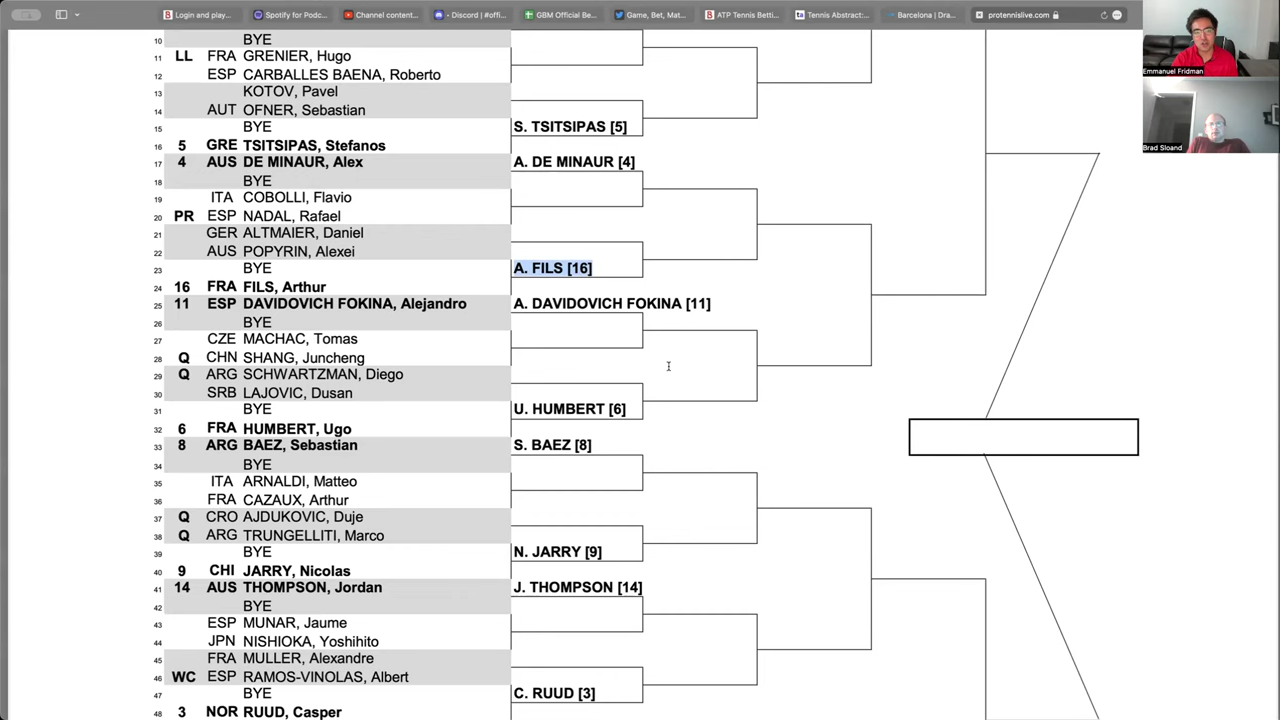 Login and play...
Spotify for Podc...
Channel content...
• Discord | #offi...
GBM Official Be...
Game, Bet, Mat...
ATP Tennis Betti...
Tennis Abstract:...
Barcelona | Dra...
protennislive.com
10 BYE
11 LL FRA GRENIER, Hugo
12 ESP CARBALLES BAENA, Roberto
13 KOTOV, Pavel
14 AUT OFNER, Sebastian
15 BYE S. TSITSIPAS [5]
16 5 GRE TSITSIPAS, Stefanos
17 4 AUS DE MINAUR, Alex A. DE MINAUR [4]
18 BYE
19 ITA COBOLLI, Flavio
20 PR ESP NADAL, Rafael
21 GER ALTMAIER, Daniel
22 AUS POPYRIN, Alexei
23 BYE A. FILS [16]
24 16 FRA FILS, Arthur
25 11 ESP DAVIDOVICH FOKINA, Alejandro A. DAVIDOVICH FOKINA [11]
26 BYE
27 CZE MACHAC, Tomas
28 Q CHN SHANG, Juncheng
29 Q ARG SCHWARTZMAN, Diego
30 SRB LAJOVIC, Dusan
31 BYE U. HUMBERT [6]
32 6 FRA HUMBERT, Ugo
33 8 ARG BAEZ, Sebastian S. BAEZ [8]
34 BYE
35 ITA ARNALDI, Matteo
36 FRA CAZAUX, Arthur
37 Q CRO AJDUKOVIC, Duje
38 Q ARG TRUNGELLITI, Marco
39 BYE N. JARRY [9]
40 9 CHI JARRY, Nicolas
41 14 AUS THOMPSON, Jordan J. THOMPSON [14]
42 BYE
43 ESP MUNAR, Jaume
44 JPN NISHIOKA, Yoshihito
45 FRA MULLER, Alexandre
46 WC ESP RAMOS-VINOLAS, Albert
47 BYE C. RUUD [3]
48 3 NOR RUUD, Casper
Emmanuel Fridman
Brad Sloand